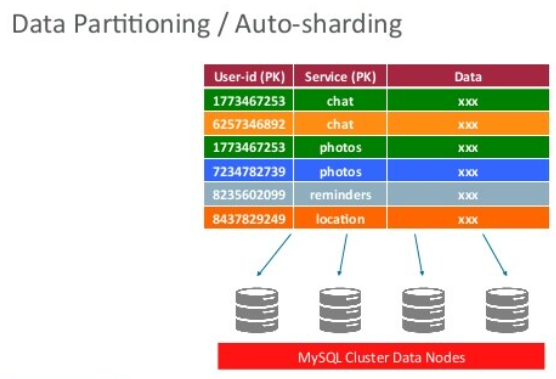 Data Partitioning / Auto-sharding
User-id (PK) Service (PK) Data
1773467253 chat xxx
6257346892 chat xxx
1773467253 photos xxx
7234782739 photos xxx
8235602099 reminders xxx
8437829249 location xxx
MySQL Cluster Data Nodes